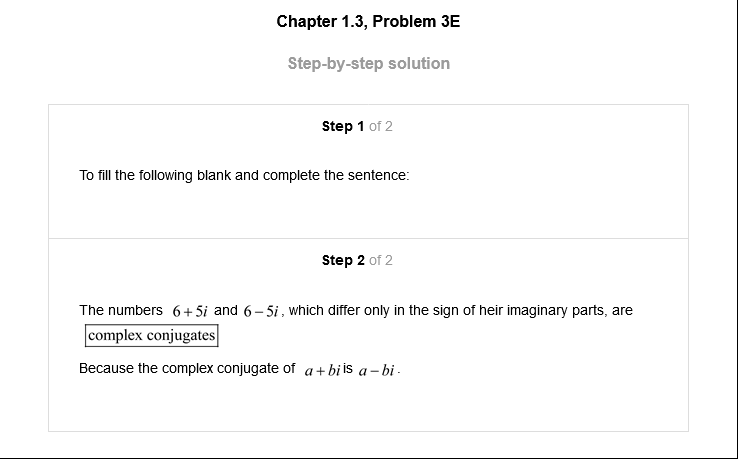 Chapter 1.3, Problem 3E
Step-by-step solution
Step 1 of 2
To fill the following blank and complete the sentence:
Step 2 of 2
The numbers 6+5i and 6–5i, which differ only in the sign of heir imaginary parts, are
complex conjugates
Because the complex conjugate of a+bi is a–bi.